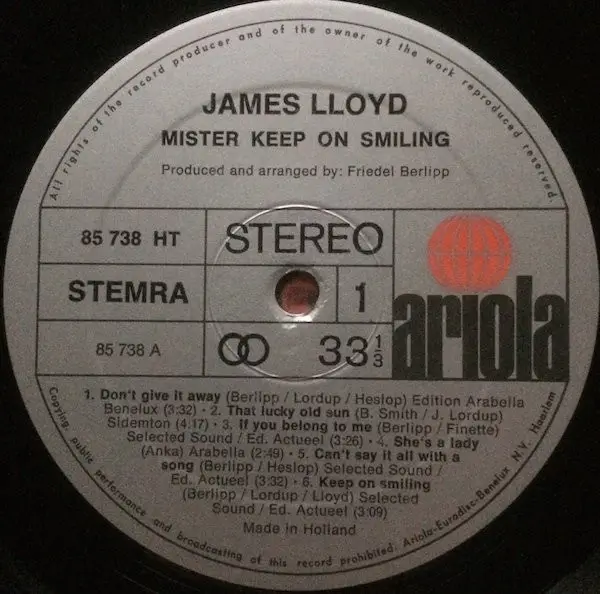 All rights of the record producer and of the owner of the work reproduced reserved
JAMES LLOYD
MISTER KEEP ON SMILING
Produced and arranged by: Friedel Berlipp
85 738 HT
STEREO
STEMRA
1
ariola
85 738 A
33 1/3
1. Don't give it away (Berlipp / Lordup / Heslop) Edition Arabella
Benelux (3:32) · 2. That lucky old sun (B. Smith / J. Lordup)
Sidemton (4:17) · 3. If you belong to me (Berlipp / Finette)
Selected Sound / Ed. Actueel (3:26) · 4. She's a lady
(Anka) Arabella (2:49) · 5. Can't say it all with a
song (Berlipp / Heslop) Selected Sound /
Ed. Actueel (3:32) · 6. Keep on smiling
(Berlipp / Lordup / Lloyd) Selected
Sound / Ed. Actueel (3:09)
Made in Holland
Copying, public performance and broadcasting of this record prohibited. Ariola-Eurodisc-Benelux N.V. Haarlem